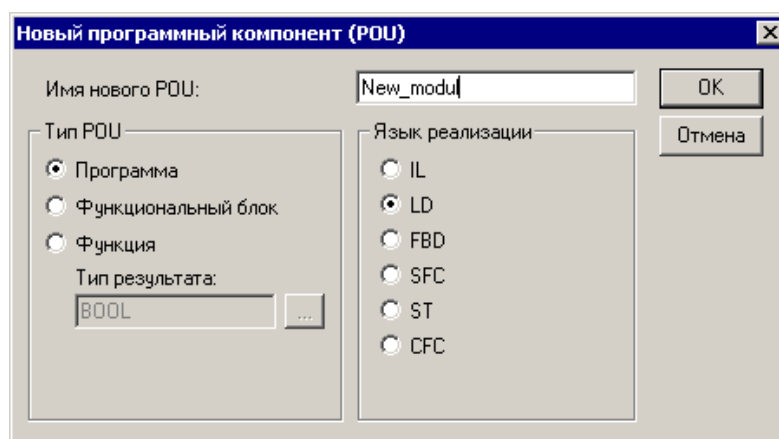 Новый программный компонент (POU)
Имя нового POU:
New_modul
OK
Отмена
Тип POU
Программа
Функциональный блок
Функция
Тип результата:
BOOL
...
Язык реализации
IL
LD
FBD
SFC
ST
CFC